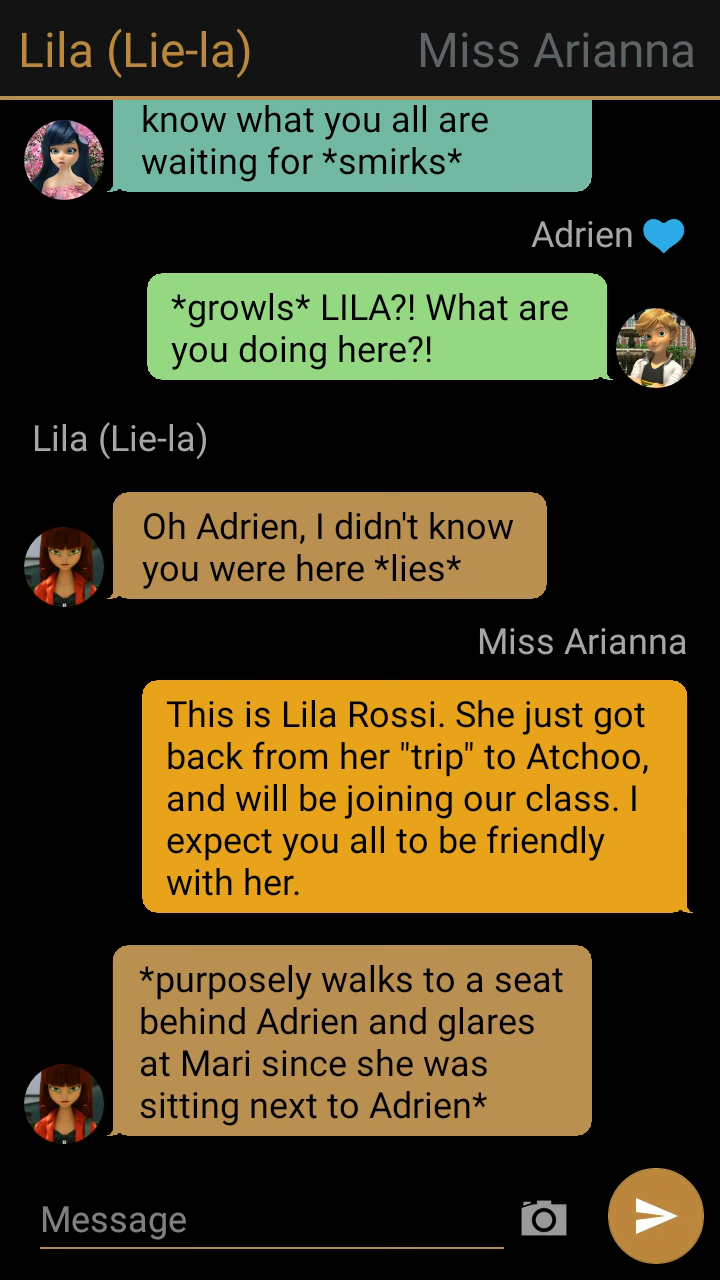 Lila (Lie-la) Miss Arianna
know what you all are
waiting for *smirks*
Adrien 💙
*growls* LILA?! What are
you doing here?!
Lila (Lie-la)
Oh Adrien, I didn't know
you were here *lies*
Miss Arianna
This is Lila Rossi. She just got
back from her "trip" to Atchoo,
and will be joining our class. I
expect you all to be friendly
with her.
*purposely walks to a seat
behind Adrien and glares
at Mari since she was
sitting next to Adrien*
Message